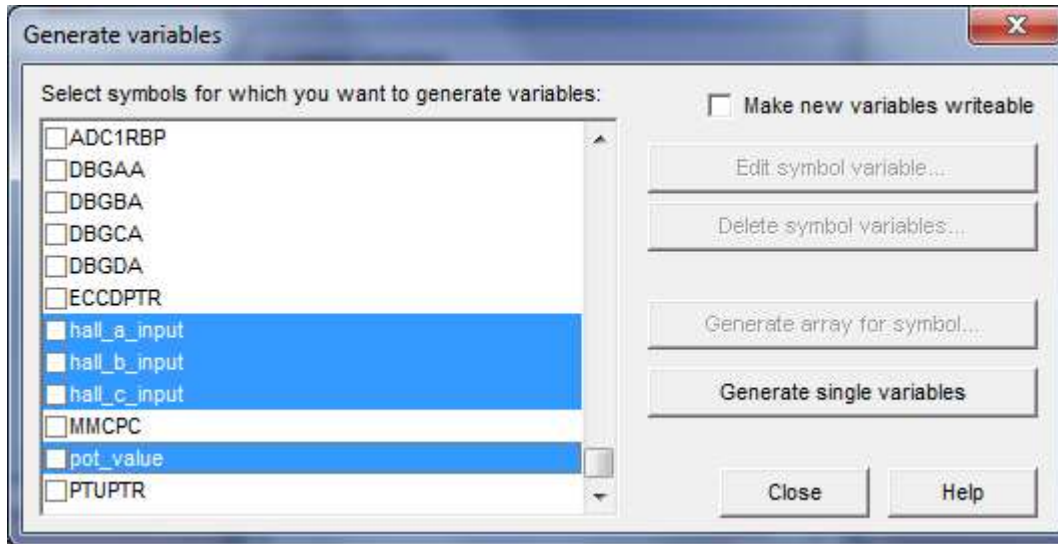 Generate variables
Select symbols for which you want to generate variables:
Make new variables writeable
ADC1RBP
DBGAA
DBGBA
DBGCA
DBGDA
ECCDPTR
hall_a_input
hall_b_input
hall_c_input
MMCPC
pot_value
PTUPTR
Edit symbol variable...
Delete symbol variables...
Generate array for symbol...
Generate single variables
Close
Help